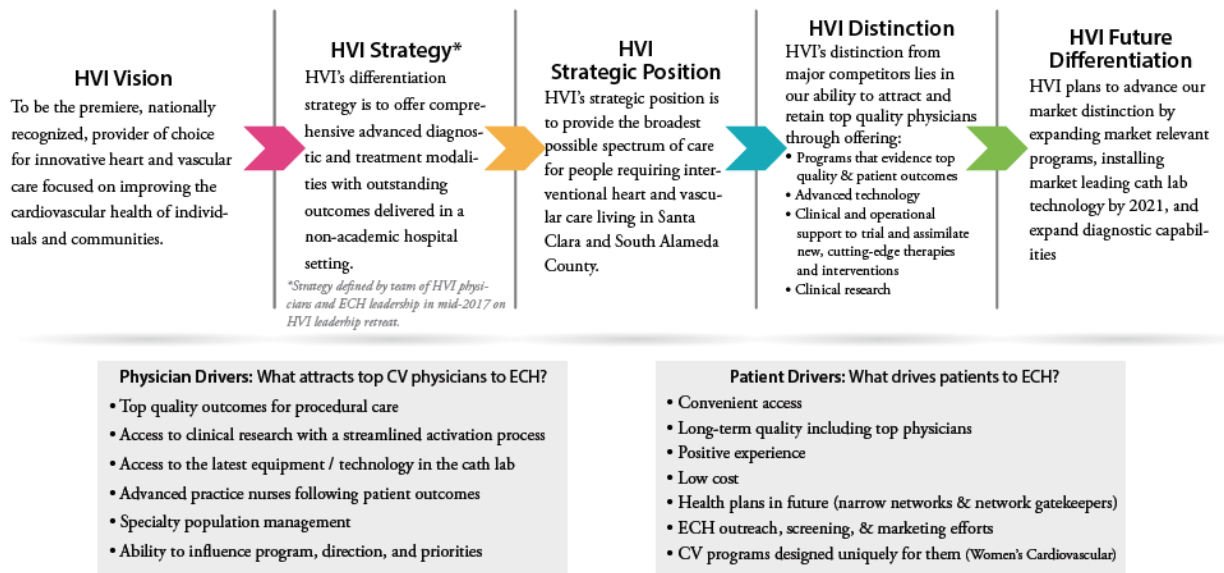 HVI Vision
To be the premiere, nationally
recognized, provider of choice
for innovative heart and vascular
care focused on improving the
cardiovascular health of individ-
uals and communities.
HVI Strategy*
HVI's differentiation
strategy is to offer compre-
hensive advanced diagnos-
tic and treatment modali-
ties with outstanding
outcomes delivered in a
non-academic hospital
setting.
*Strategy defined by team of HVI physi-
cians and ECH leadership in mid-2017 on
HVI leaderhip retreat.
HVI
Strategic Position
HVI's strategic position is
to provide the broadest
possible spectrum of care
for people requiring inter-
ventional heart and vascu-
lar care living in Santa
Clara and South Alameda
County.
HVI Distinction
HVI's distinction from
major competitors lies in
our ability to attract and
retain top quality physicians
through offering:
• Programs that evidence top
quality & patient outcomes
• Advanced technology
• Clinical and operational
support to trial and assimilate
new, cutting-edge therapies
and interventions
• Clinical research
HVI Future
Differentiation
HVI plans to advance our
market distinction by
expanding market relevant
programs, installing
market leading cath lab
technology by 2021, and
expand diagnostic capabil-
ities
Physician Drivers: What attracts top CV physicians to ECH?
• Top quality outcomes for procedural care
• Access to clinical research with a streamlined activation process
• Access to the latest equipment / technology in the cath lab
• Advanced practice nurses following patient outcomes
• Specialty population management
• Ability to influence program, direction, and priorities
Patient Drivers: What drives patients to ECH?
• Convenient access
• Long-term quality including top physicians
• Positive experience
• Low cost
• Health plans in future (narrow networks & network gatekeepers)
• ECH outreach, screening, & marketing efforts
• CV programs designed uniquely for them (Women's Cardiovascular)